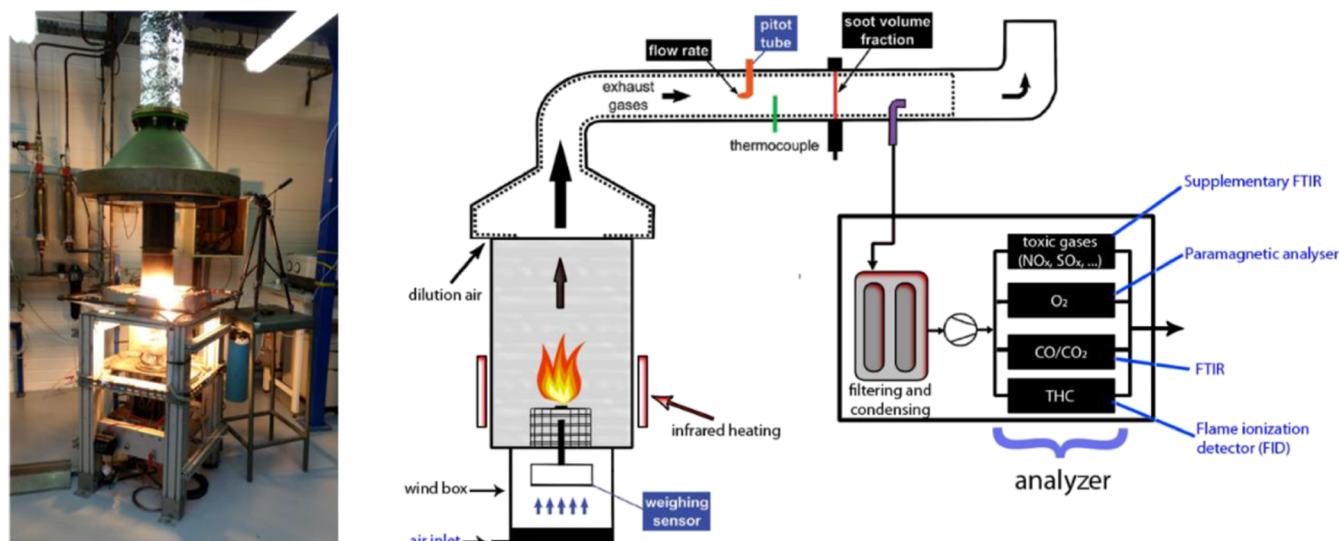 soot volume
fraction
pitot
tube
flow rate
exhaust
gases
thermocouple
Supplementary FTIR
toxic gases
(NOₓ, SOₓ, ...)
Paramagnetic analyser
dilution air
O₂
CO/CO₂
FTIR
filtering and
condensing
THC
infrared heating
Flame ionization
detector (FID)
analyzer
wind box
weighing
sensor
air inlet